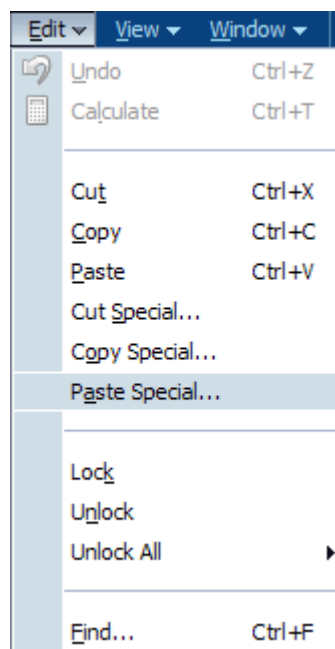 Edit View Window
Undo Ctrl+Z
Calculate Ctrl+T
Cut Ctrl+X
Copy Ctrl+C
Paste Ctrl+V
Cut Special...
Copy Special...
Paste Special...
Lock
Unlock
Unlock All
Find... Ctrl+F